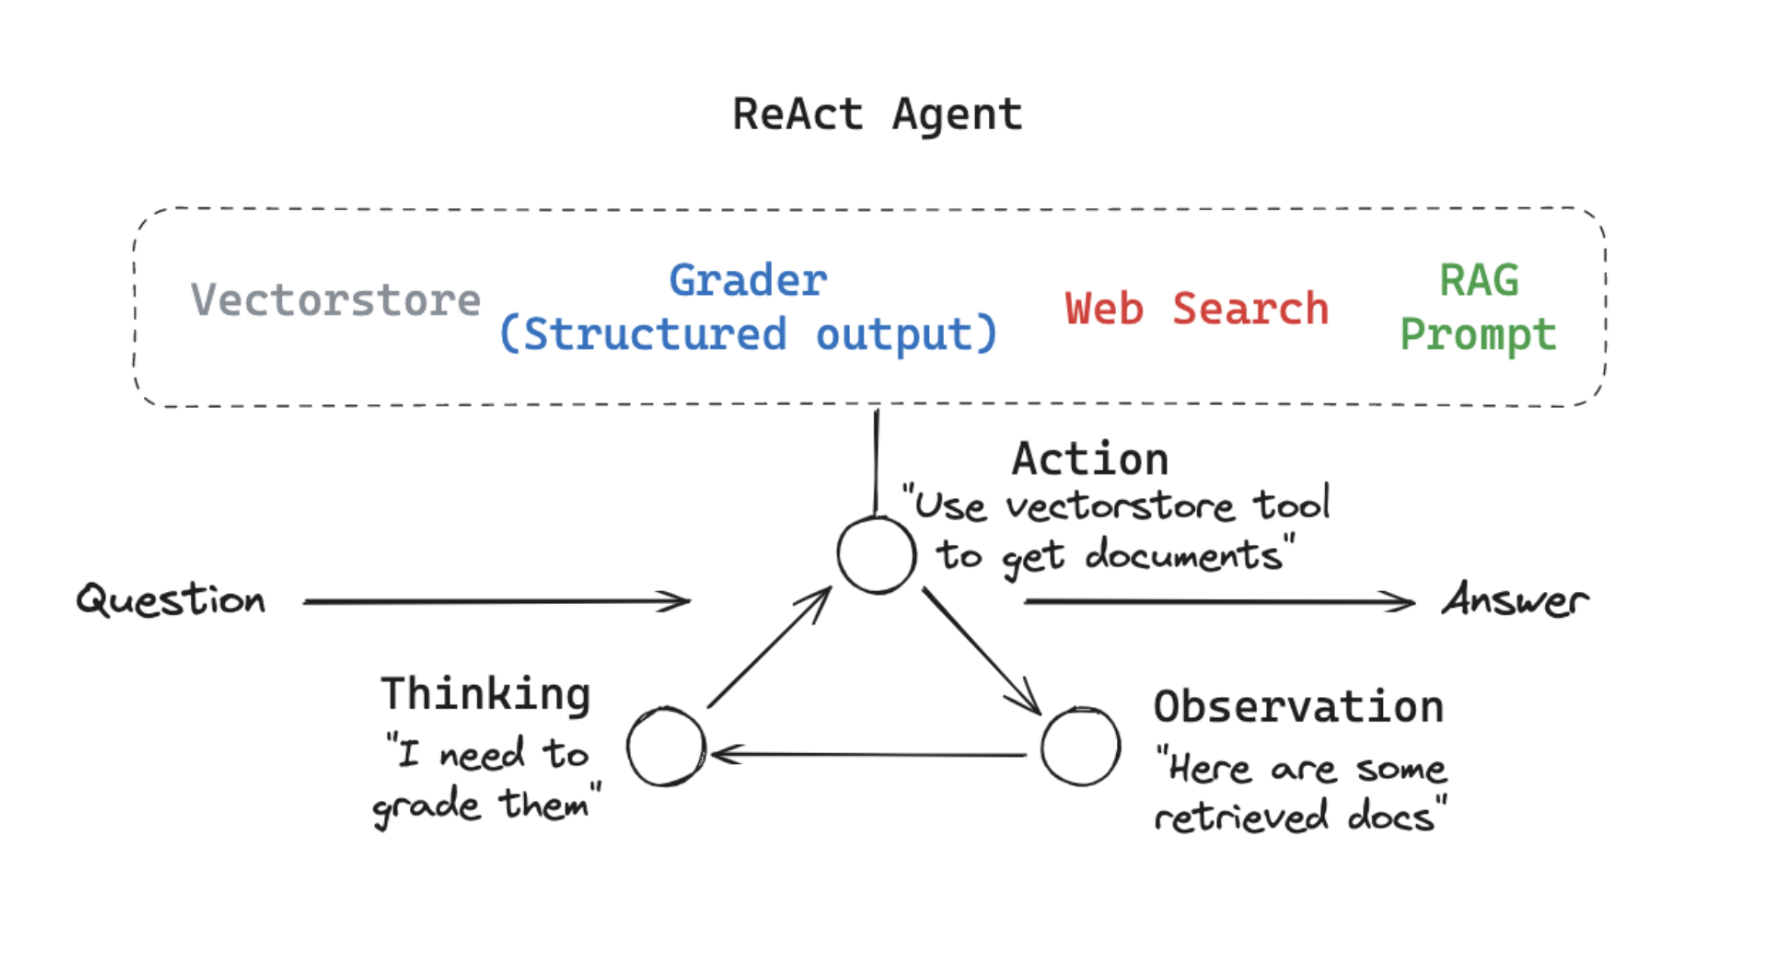 ReAct Agent
Vectorstore
Grader
(Structured output)
Web Search
RAG
Prompt
Action
"Use vectorstore tool
to get documents"
Question
Answer
Thinking
"I need to
grade them"
Observation
"Here are some
retrieved docs"